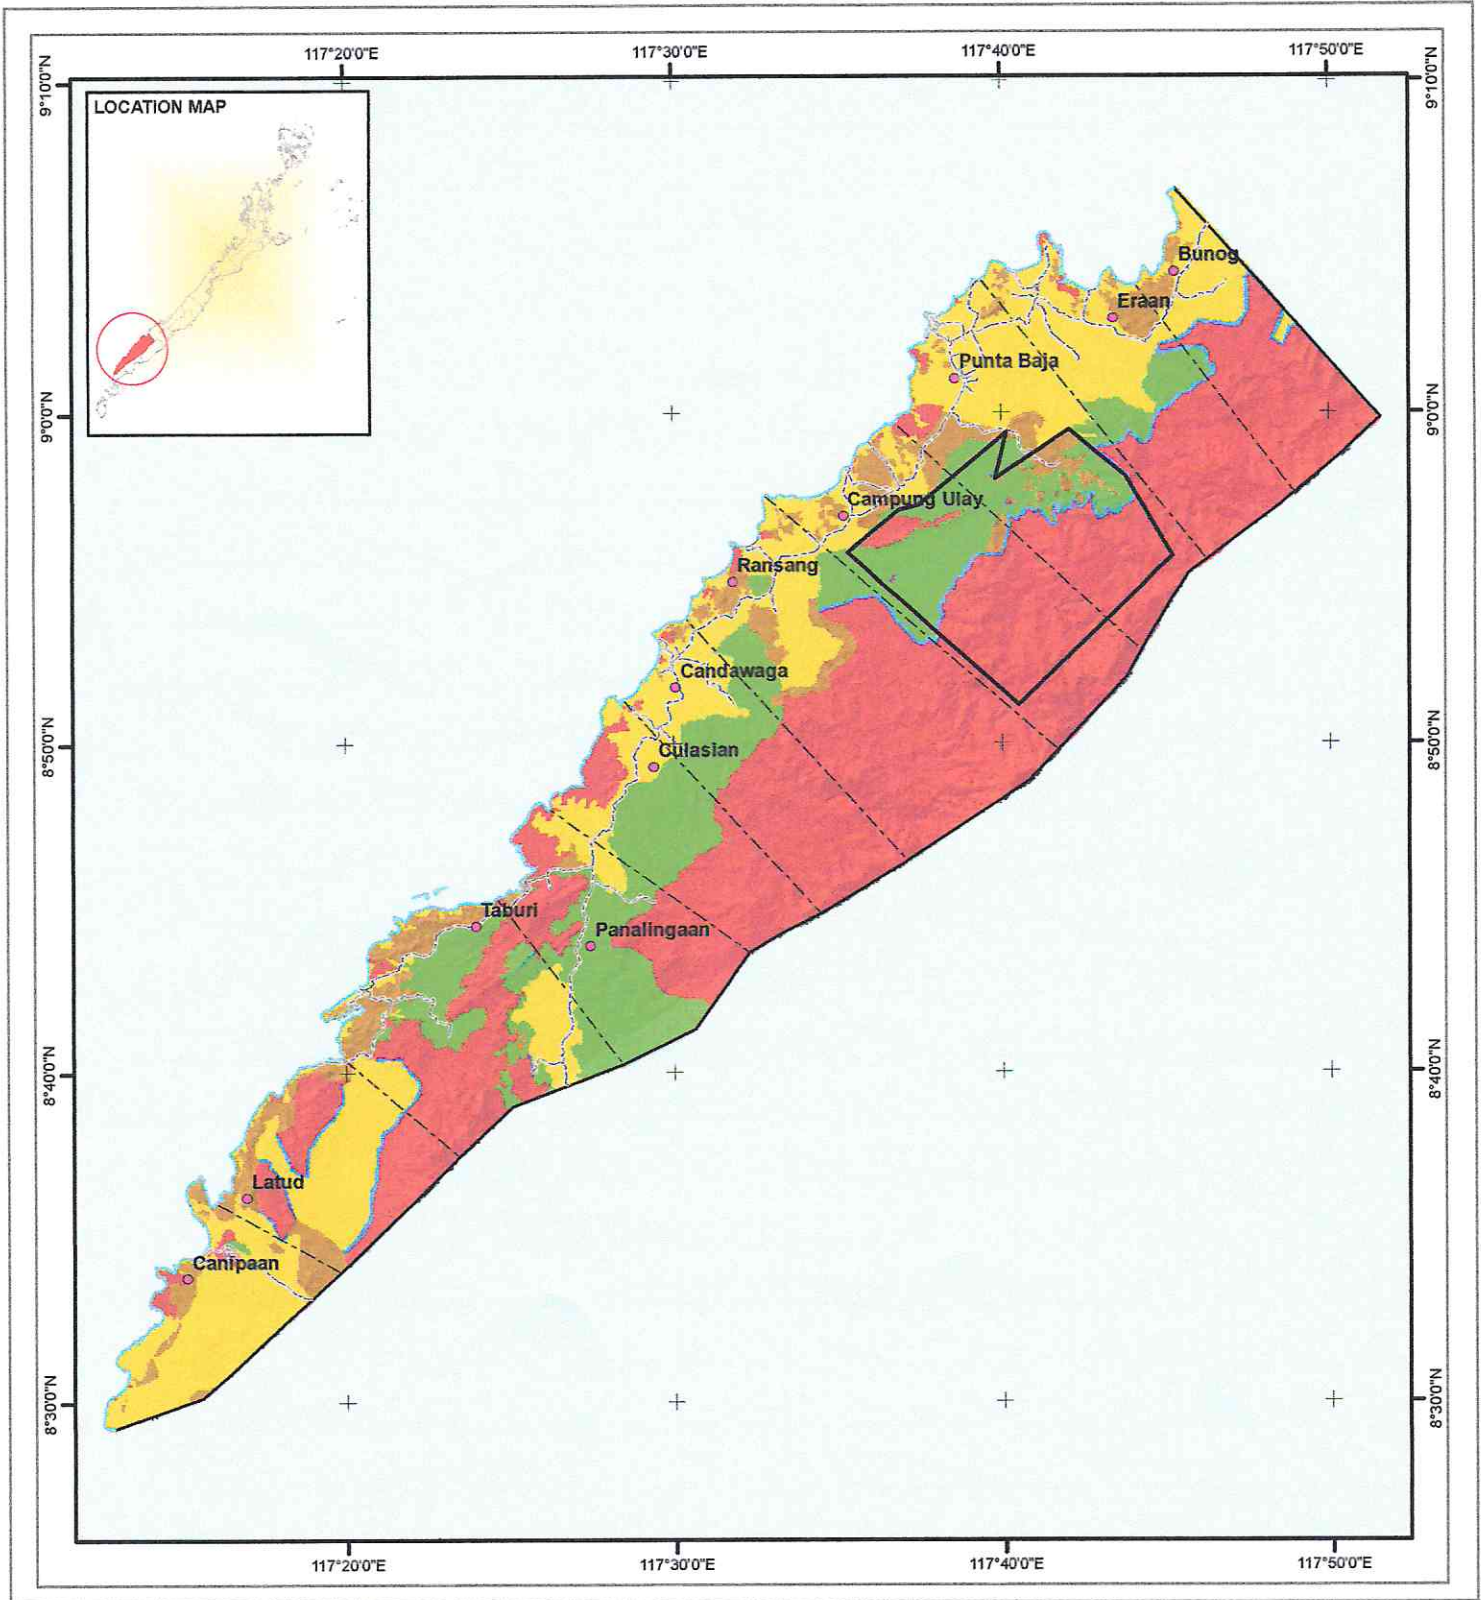 117°20'0"E 117°30'0"E 117°40'0"E 117°50'0"E
9°10'0"N
9°10'0"N
LOCATION MAP
Bunog
Eraan
Punta Baja
9°0'0"N
9°0'0"N
Campung Ulay
Ransang
Candawaga
8°50'0"N
8°50'0"N
Culasian
Taburi
Panalingaan
8°40'0"N
8°40'0"N
Latud
Canipaan
8°30'0"N
8°30'0"N
117°20'0"E 117°30'0"E 117°40'0"E 117°50'0"E